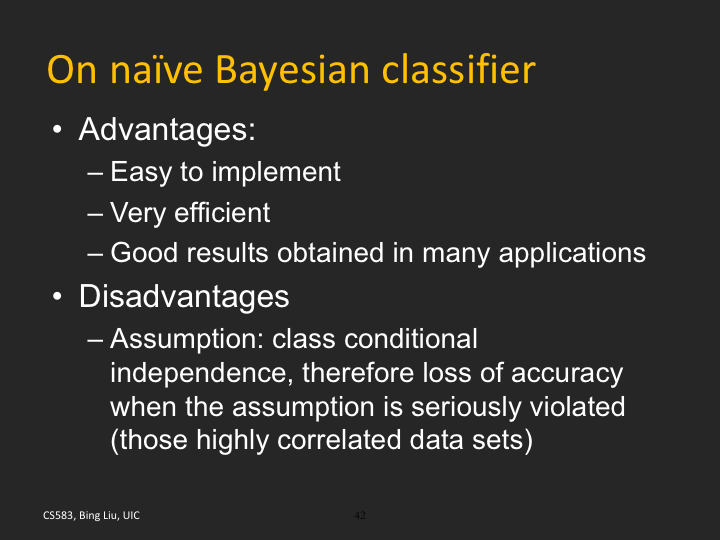 On naïve Bayesian classifier
• Advantages:
– Easy to implement
– Very efficient
– Good results obtained in many applications
• Disadvantages
– Assumption: class conditional
independence, therefore loss of accuracy
when the assumption is seriously violated
(those highly correlated data sets)
CS583, Bing Liu, UIC
42